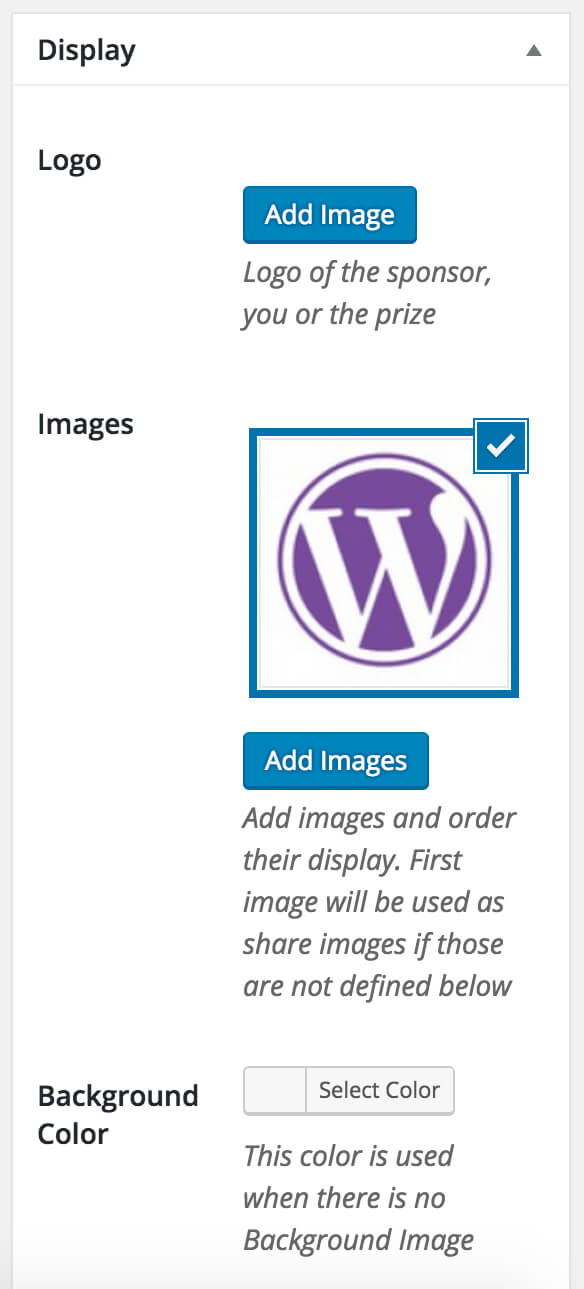 Display
Logo
Add Image
Logo of the sponsor,
you or the prize
Images
W
Add Images
Add images and order
their display. First
image will be used as
share images if those
are not defined below
Background
Color
Select Color
This color is used
when there is no
Background Image